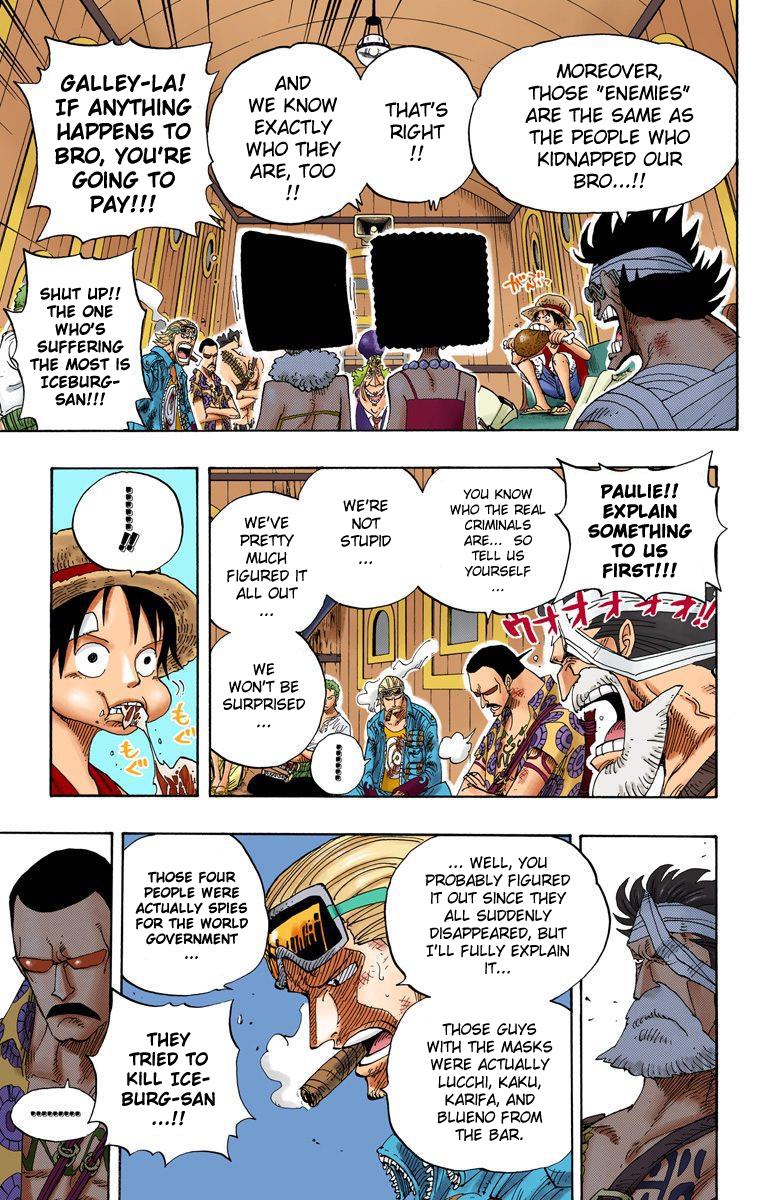 MOREOVER,
THOSE "ENEMIES"
ARE THE SAME AS
THE PEOPLE WHO
KIDNAPPED OUR
BRO...!!
THAT'S
RIGHT
!!
AND
WE KNOW
EXACTLY
WHO THEY
ARE, TOO
!!
GALLEY-LA!
IF ANYTHING
HAPPENS TO
BRO, YOU'RE
GOING TO
PAY!!!
SHUT UP!!
THE ONE
WHO'S
SUFFERING
THE MOST IS
ICEBURG-
SAN!!!
がぶっ
PAULIE!!
EXPLAIN
SOMETHING
TO US
FIRST!!!
ウオオオオオ!!
YOU KNOW
WHO THE REAL
CRIMINALS
ARE... SO
TELL US
YOURSELF
...
WE'RE
NOT
STUPID
...
WE'VE
PRETTY
MUCH
FIGURED IT
ALL OUT
...
WE
WON'T BE
SURPRISED
...
......
........!!
もぐ
もぐ
... WELL, YOU
PROBABLY FIGURED
IT OUT SINCE THEY
ALL SUDDENLY
DISAPPEARED, BUT
I'LL FULLY EXPLAIN
IT...
THOSE GUYS
WITH THE MASKS
WERE ACTUALLY
LUCCHI, KAKU,
KARIFA, AND
BLUENO FROM
THE BAR.
THOSE FOUR
PEOPLE WERE
ACTUALLY SPIES
FOR THE WORLD
GOVERNMENT
...
THEY
TRIED TO
KILL ICE-
BURG-SAN
...!!
...........